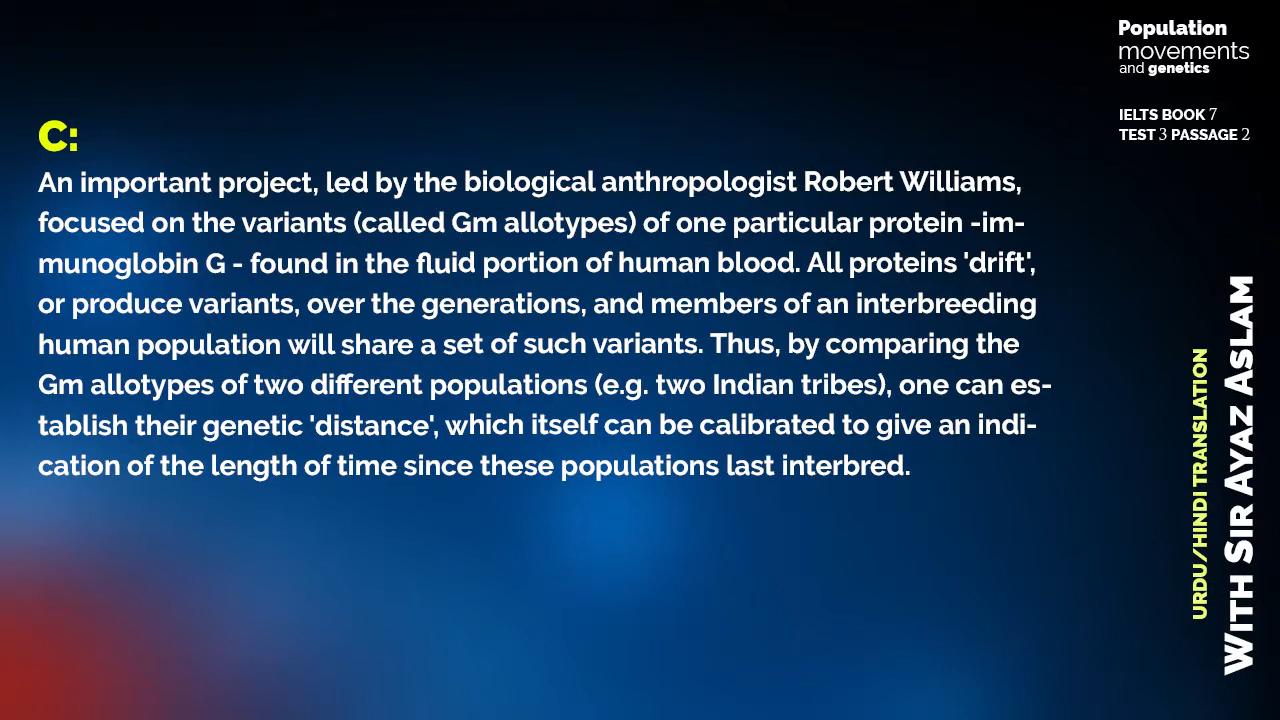 Population
movements
and genetics
IELTS BOOK 7
TEST 3 PASSAGE 2
C:
An important project, led by the biological anthropologist Robert Williams,
focused on the variants (called Gm allotypes) of one particular protein -im-
munoglobin G - found in the fluid portion of human blood. All proteins 'drift',
or produce variants, over the generations, and members of an interbreeding
human population will share a set of such variants. Thus, by comparing the
Gm allotypes of two different populations (e.g. two Indian tribes), one can es-
tablish their genetic 'distance', which itself can be calibrated to give an indi-
cation of the length of time since these populations last interbred.
URDU/HINDI TRANSLATION
WITH SIR AYAZ ASLAM